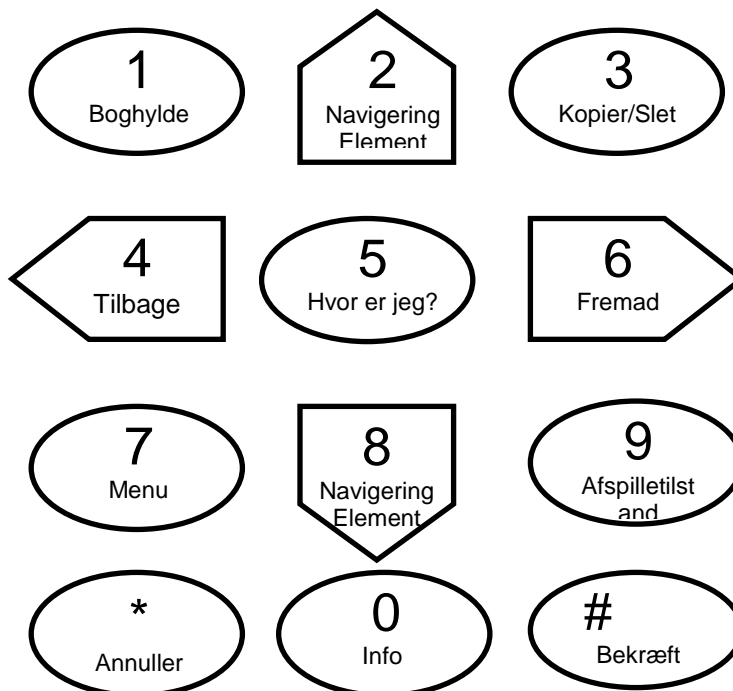 1
Boghylde
2
Navigering
Element
3
Kopier/Slet
4
Tilbage
5
Hvor er jeg?
6
Fremad
7
Menu
8
Navigering
Element
9
Afspilletilst
and
*
Annuller
0
Info
#
Bekræft